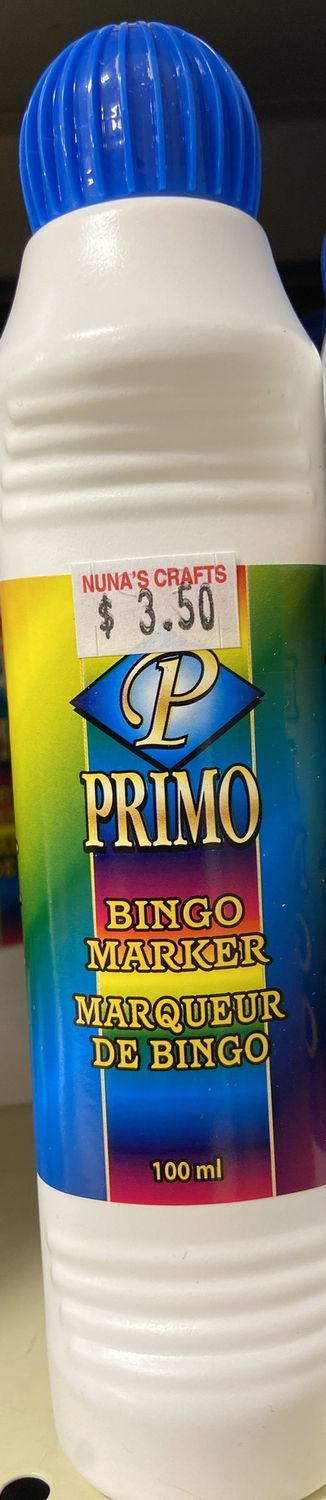 NUNA'S CRAFTS
$ 3.50
P
PRIMO
BINGO
MARKER
MARQUEUR
DE BINGO
100 ml